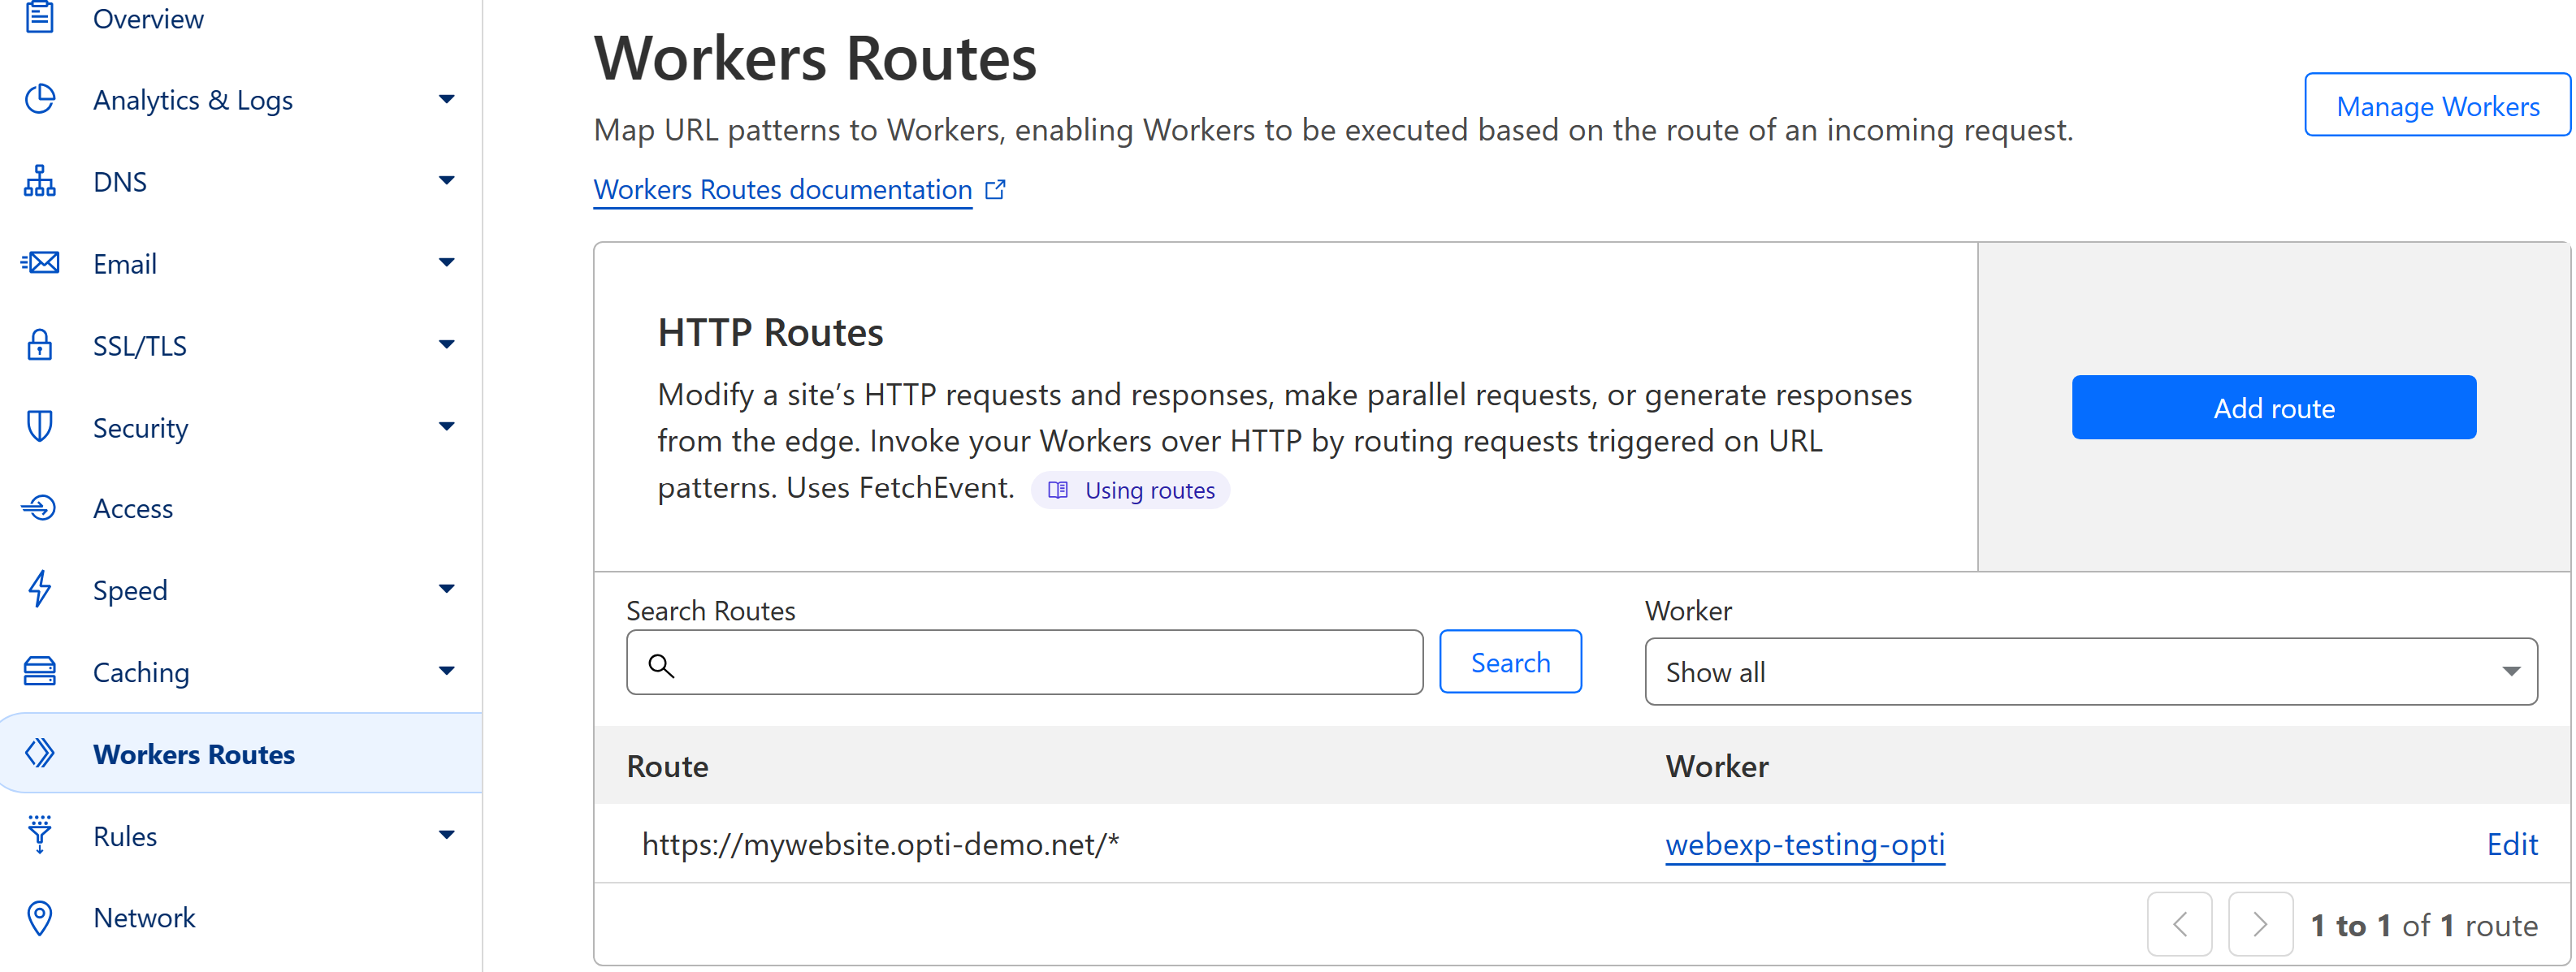 Overview
Analytics & Logs
DNS
Email
SSL/TLS
Security
Access
Speed
Caching
Workers Routes
Rules
Network
Workers Routes
Map URL patterns to Workers, enabling Workers to be executed based on the route of an incoming request.
Manage Workers
Workers Routes documentation
HTTP Routes
Modify a site’s HTTP requests and responses, make parallel requests, or generate responses
from the edge. Invoke your Workers over HTTP by routing requests triggered on URL
patterns. Uses FetchEvent. Using routes
Add route
Search Routes
Search
Worker
Show all
Route Worker
https://mywebsite.opti-demo.net/* webexp-testing-opti Edit
1 to 1 of 1 route